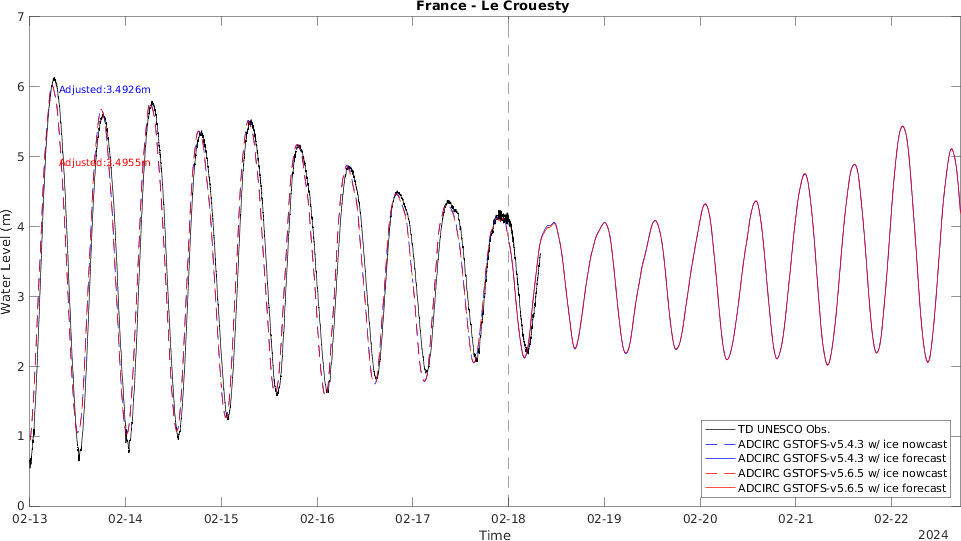 France - Le Crouesty
7
6
5
4
3
2
1
0
Water Level (m)
Adjusted:3.4926m
Adjusted:3.4955m
TD UNESCO Obs.
ADCIRC GSTOFS-v5.4.3 w/ ice nowcast
ADCIRC GSTOFS-v5.4.3 w/ ice forecast
ADCIRC GSTOFS-v5.6.5 w/ ice nowcast
ADCIRC GSTOFS-v5.6.5 w/ ice forecast
02-13 02-14 02-15 02-16 02-17 02-18 02-19 02-20 02-21 02-22
Time
2024